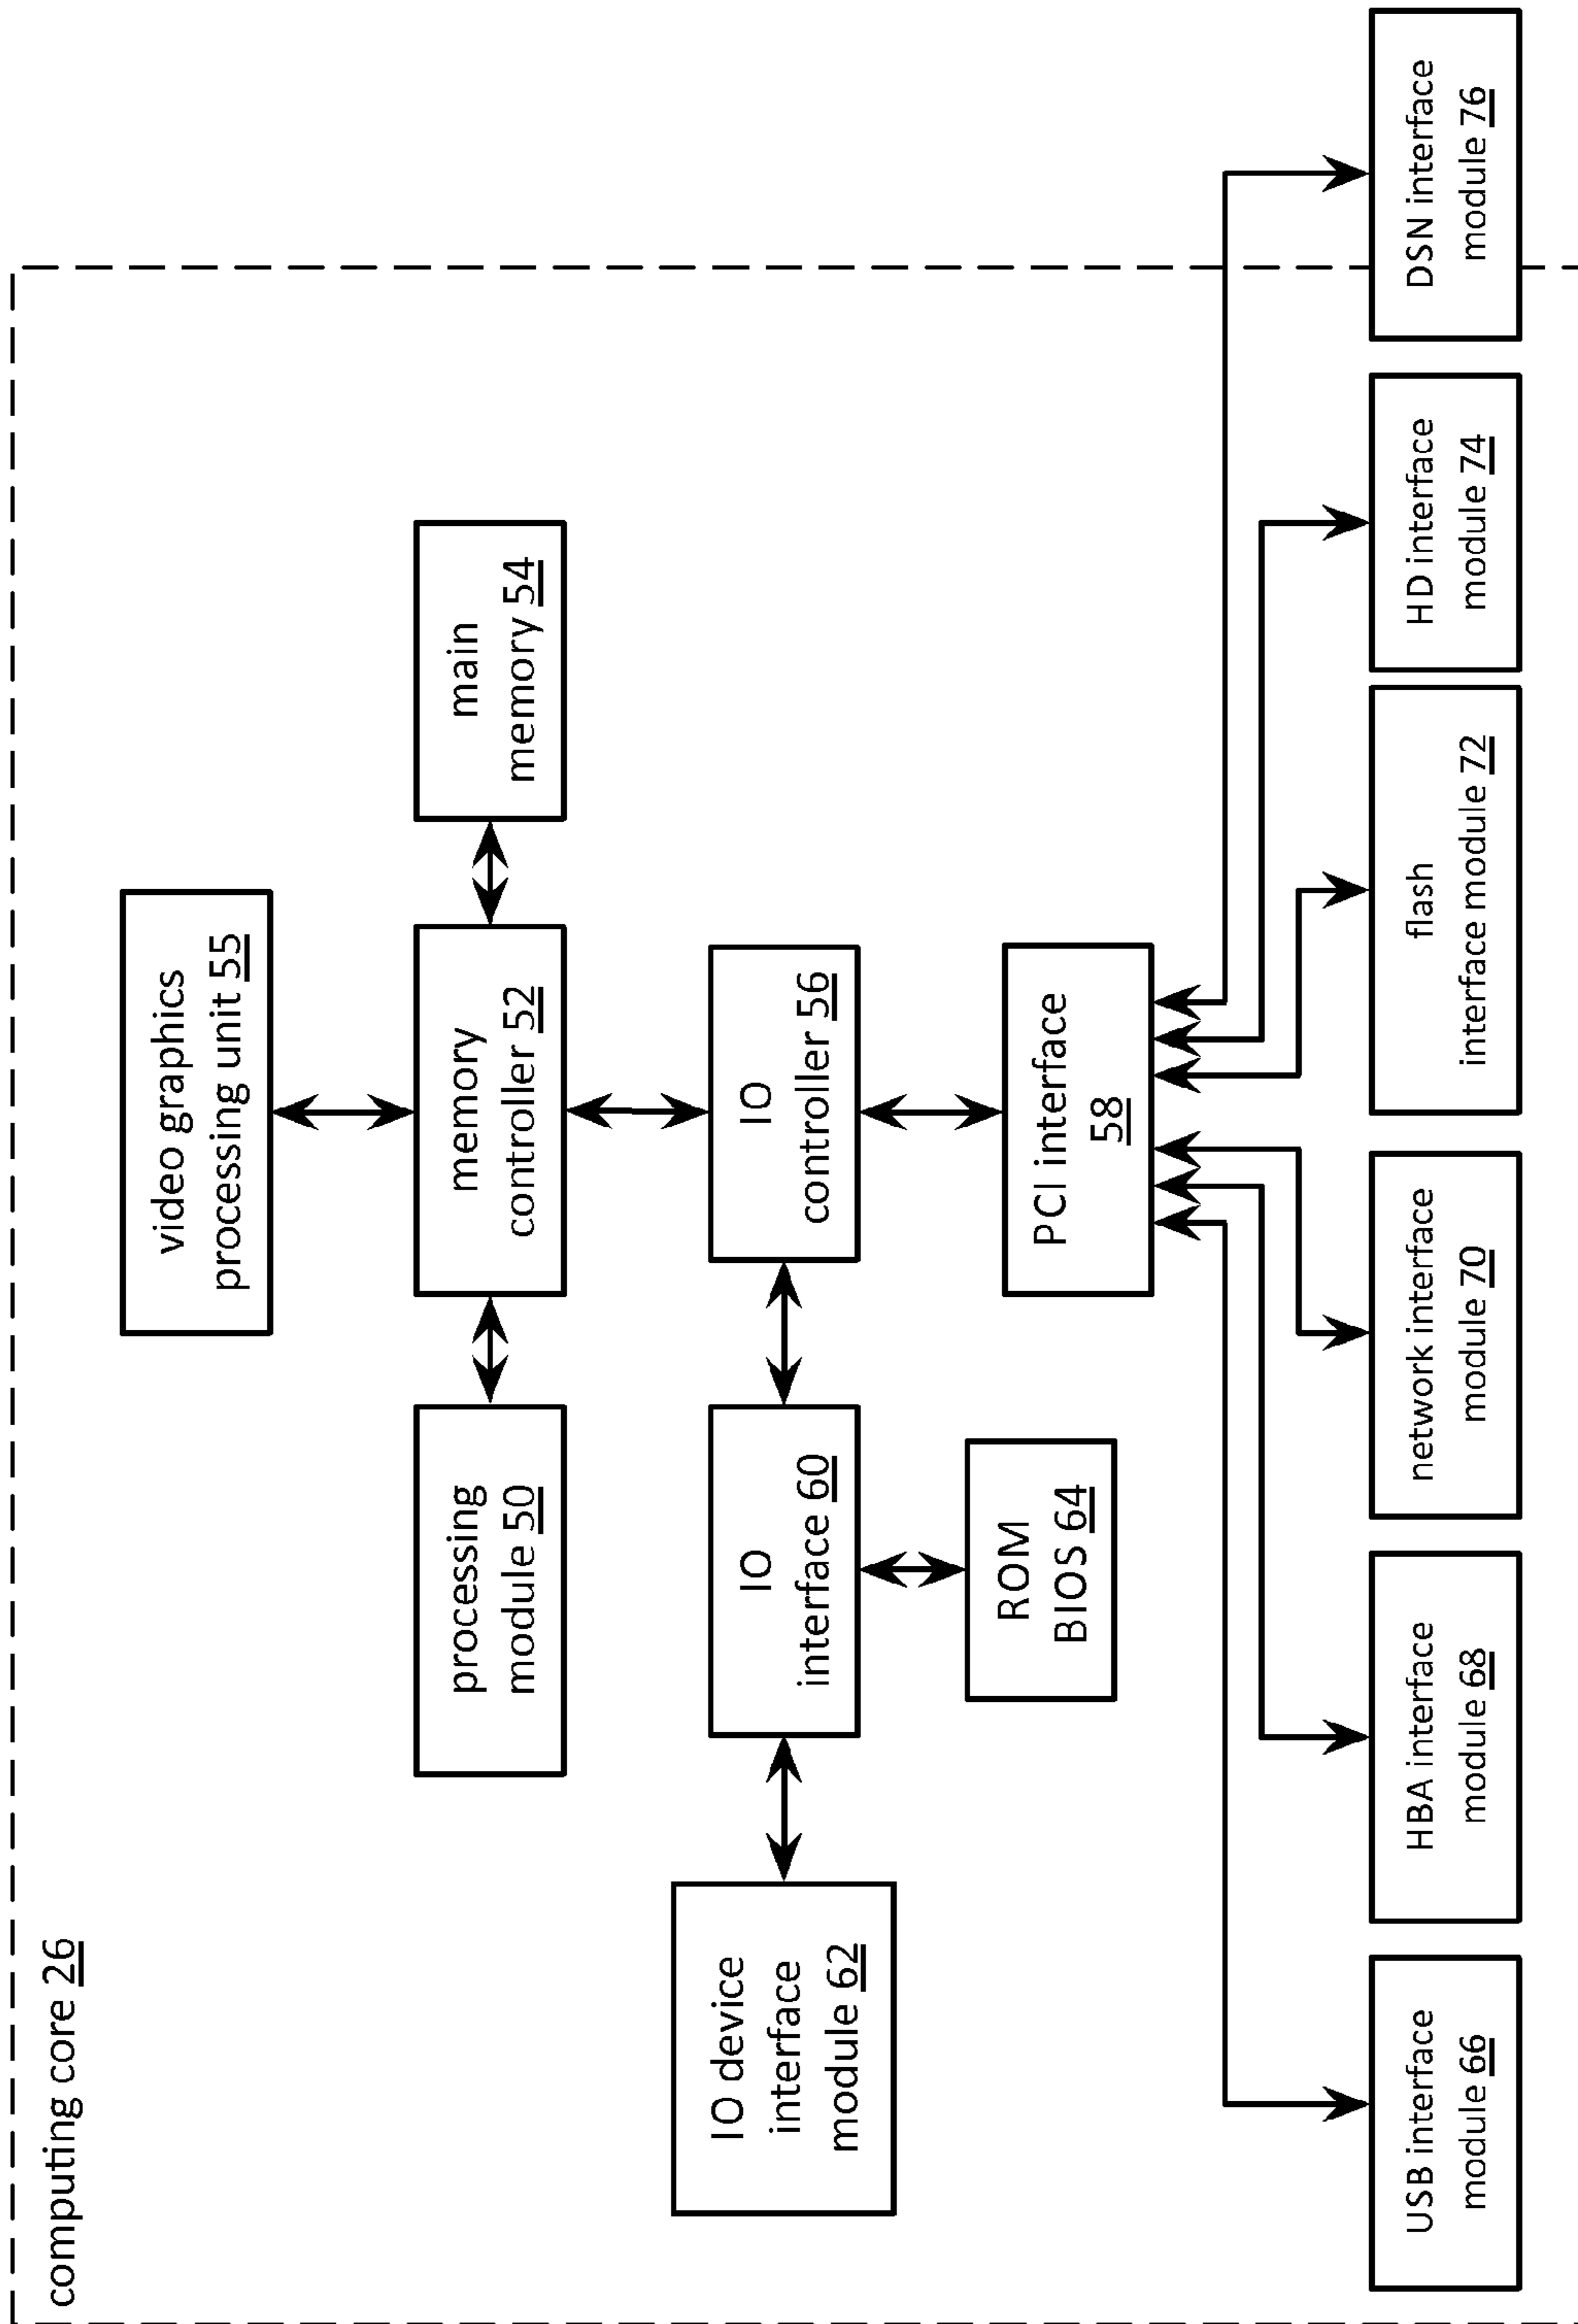 computing core 26
video graphics
processing unit 55
processing
module 50
memory
controller 52
main
memory 54
IO device
interface
module 62
IO
interface 60
IO
controller 56
ROM
BIOS 64
PCI interface
58
USB interface
module 66
HBA interface
module 68
network interface
module 70
flash
interface module 72
HD interface
module 74
DSN interface
module 76